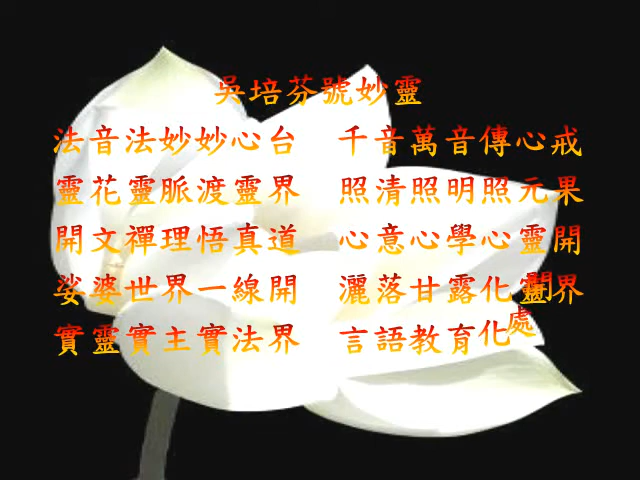 吳培芬號妙靈
法音法妙妙心台　千音萬音傳心戒
靈花靈脈渡靈界　照清照明照元果
開文禪理悟真道　心意心學心靈開
娑婆世界一線開　灑落甘露化靈界
實靈實主實法界　言語教育化開處